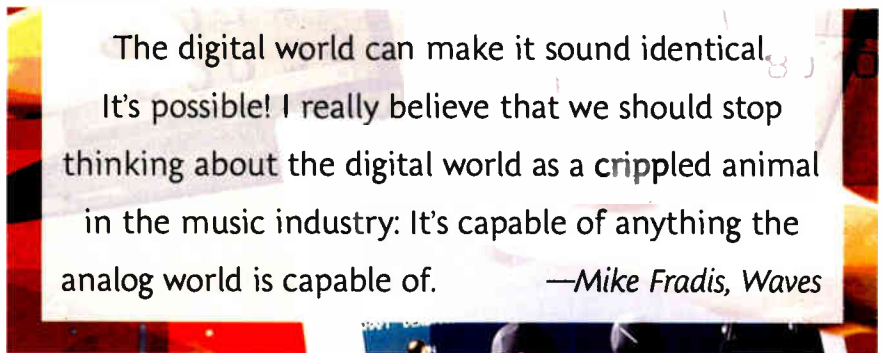 The digital world can make it sound identical.
It's possible! I really believe that we should stop
thinking about the digital world as a crippled animal
in the music industry: It's capable of anything the
analog world is capable of. —Mike Fradis, Waves